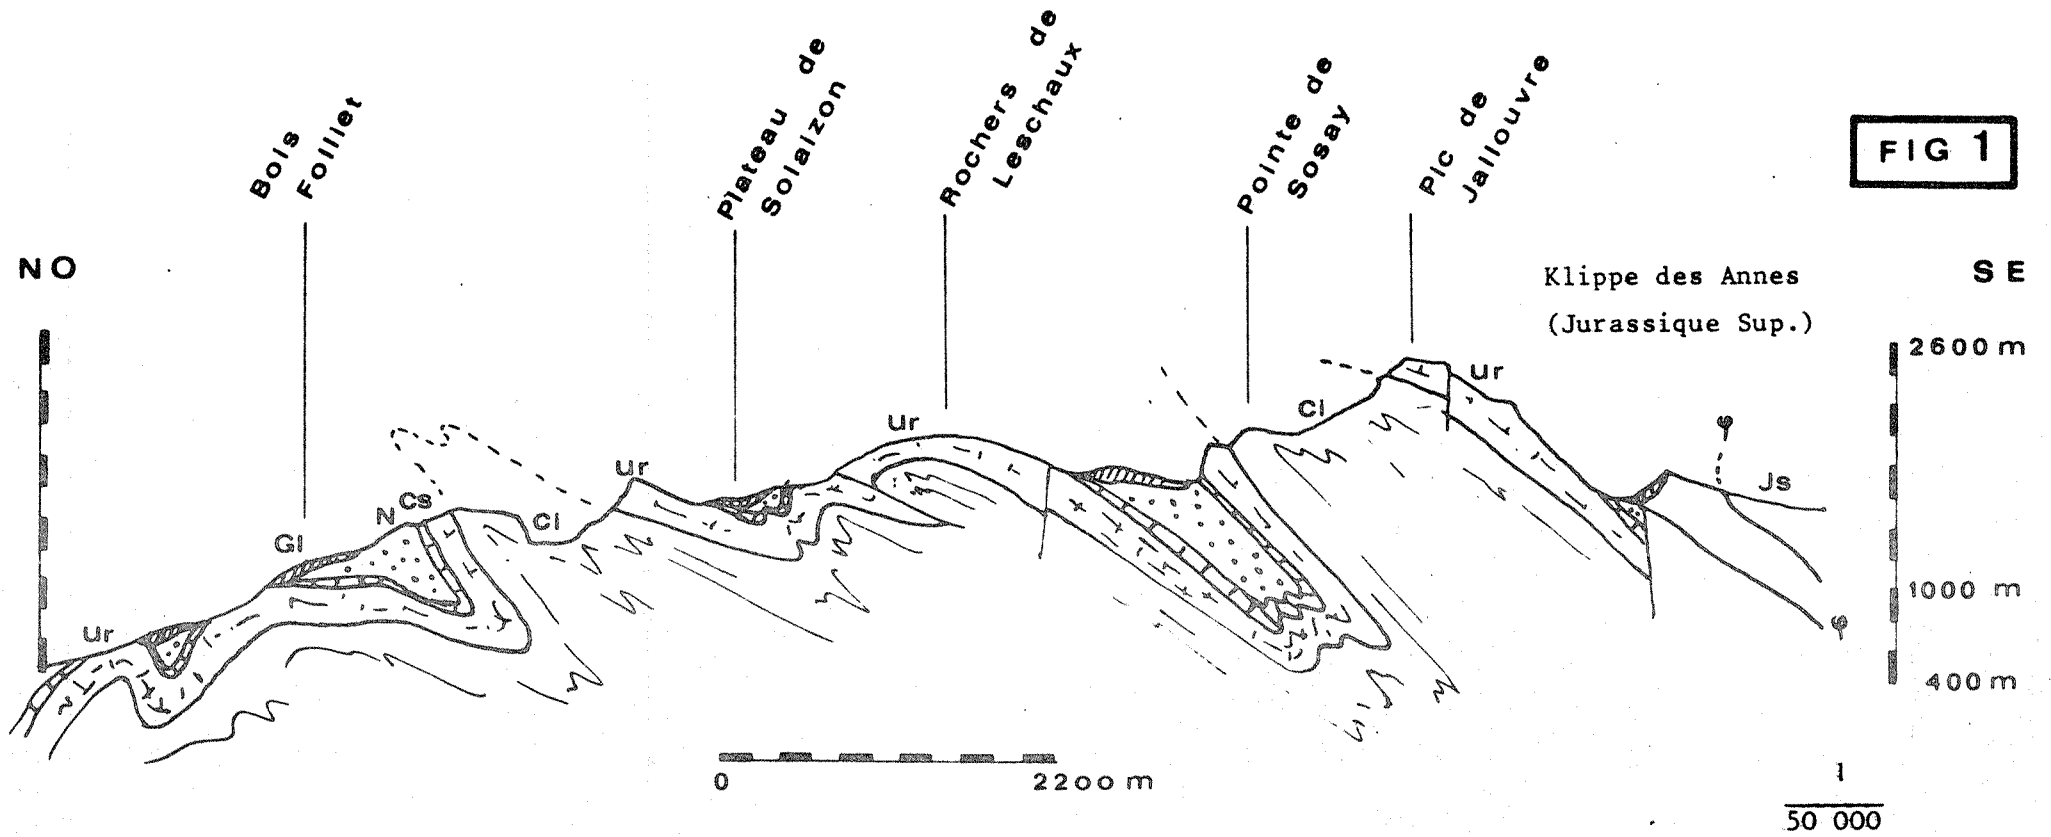 Bois
Folliet
Plateau de
Solaizon
Rochers de
Leschaux
Pointe de
Sosay
Pic de
Jallouvre
FIG 1
NO
Klippe des Annes
(Jurassique Sup.)
SE
2600 m
ur
ur
Cl
φ
ur
Cs
Js
N
Cl
Gl
1000 m
ur
φ
400 m
0
2200 m
1
50 000